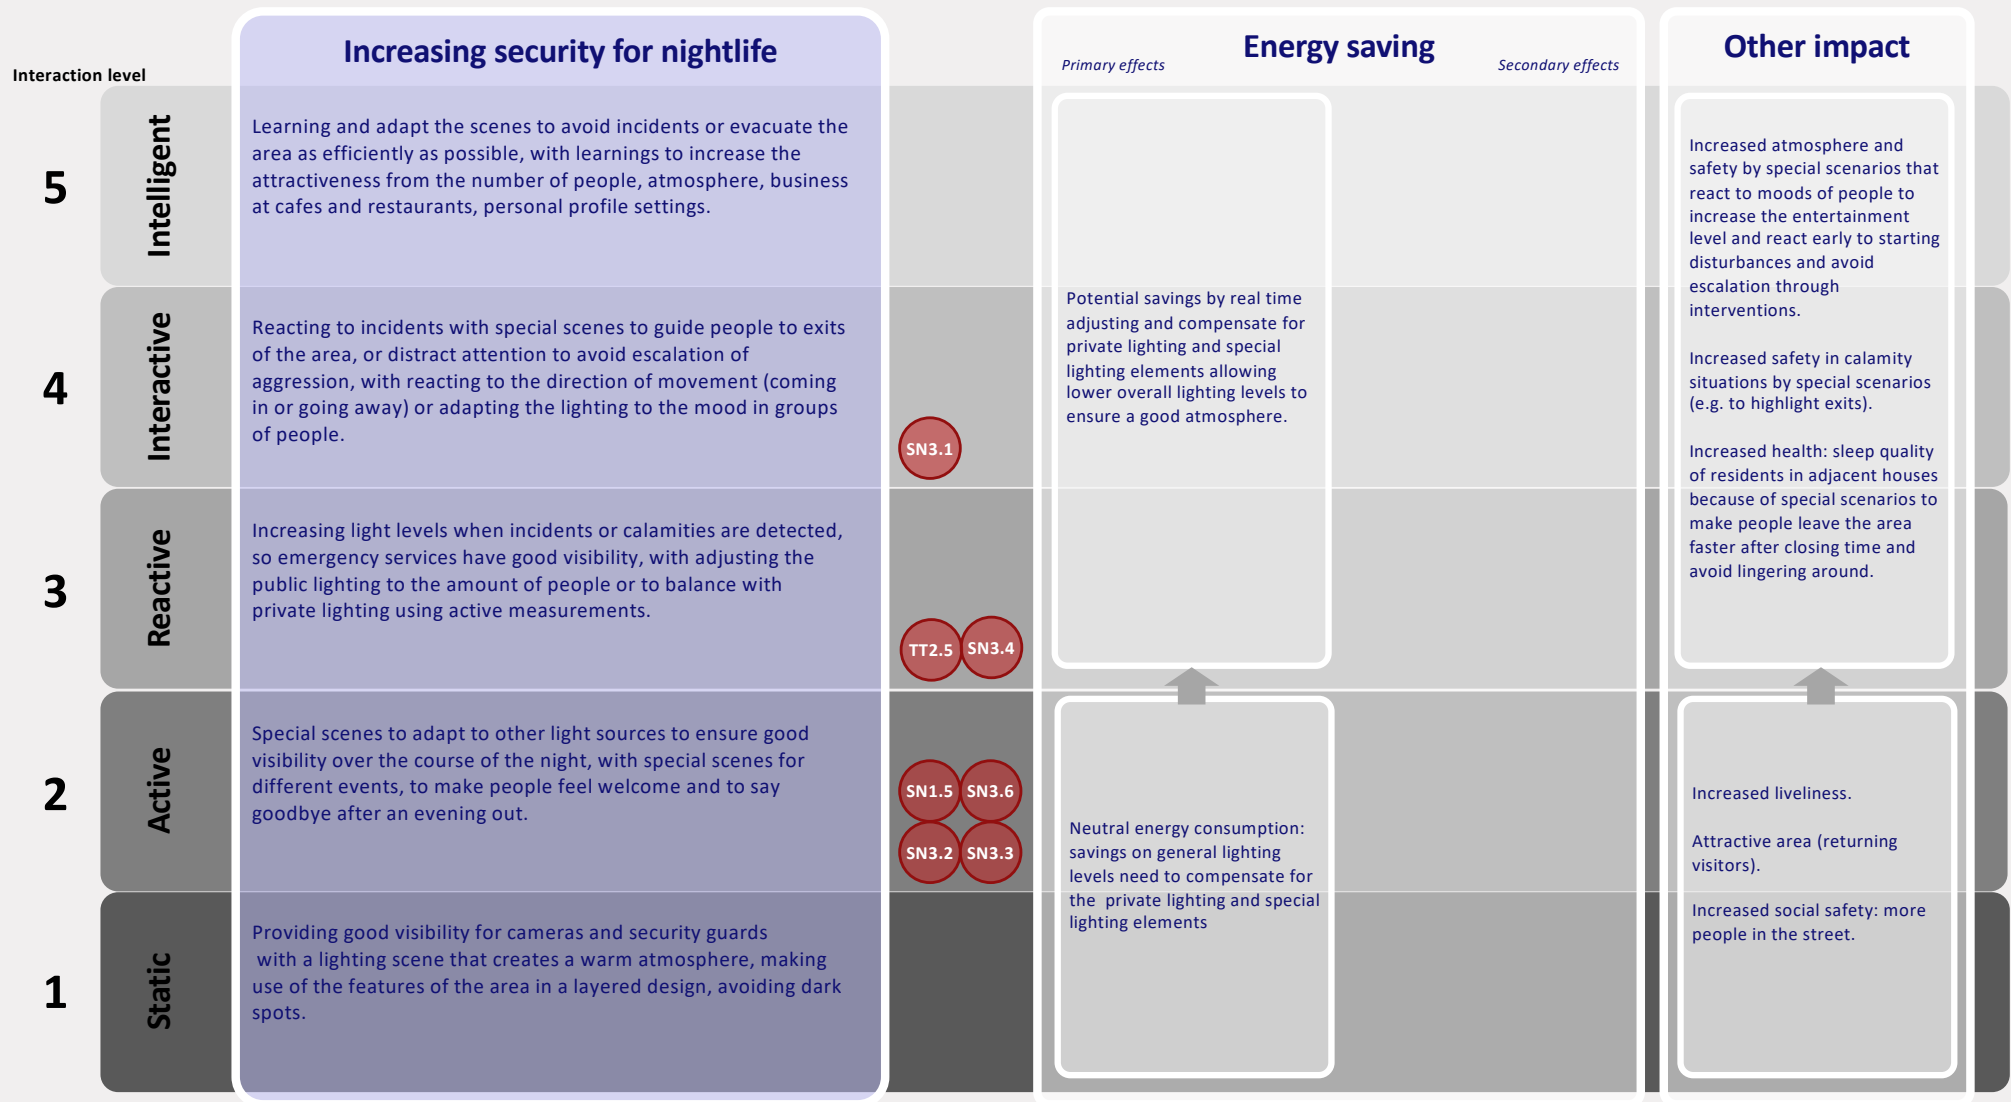 Increasing security for nightlife
Energy saving
Other impact
Primary effects
Secondary effects
Interaction level
5
Intelligent
Learning and adapt the scenes to avoid incidents or evacuate the
area as efficiently as possible, with learnings to increase the
attractiveness from the number of people, atmosphere, business
at cafes and restaurants, personal profile settings.
4
Interactive
Reacting to incidents with special scenes to guide people to exits
of the area, or distract attention to avoid escalation of
aggression, with reacting to the direction of movement (coming
in or going away) or adapting the lighting to the mood in groups
of people.
SN3.1
3
Reactive
Increasing light levels when incidents or calamities are detected,
so emergency services have good visibility, with adjusting the
public lighting to the amount of people or to balance with
private lighting using active measurements.
TT2.5
SN3.4
2
Active
Special scenes to adapt to other light sources to ensure good
visibility over the course of the night, with special scenes for
different events, to make people feel welcome and to say
goodbye after an evening out.
SN1.5
SN3.6
SN3.2
SN3.3
1
Static
Providing good visibility for cameras and security guards
with a lighting scene that creates a warm atmosphere, making
use of the features of the area in a layered design, avoiding dark
spots.
Potential savings by real time
adjusting and compensate for
private lighting and special
lighting elements allowing
lower overall lighting levels to
ensure a good atmosphere.
Neutral energy consumption:
savings on general lighting
levels need to compensate for
the  private lighting and special
lighting elements
Increased atmosphere and
safety by special scenarios that
react to moods of people to
increase the entertainment
level and react early to starting
disturbances and avoid
escalation through
interventions.
Increased safety in calamity
situations by special scenarios
(e.g. to highlight exits).
Increased health: sleep quality
of residents in adjacent houses
because of special scenarios to
make people leave the area
faster after closing time and
avoid lingering around.
Increased liveliness.
Attractive area (returning
visitors).
Increased social safety: more
people in the street.